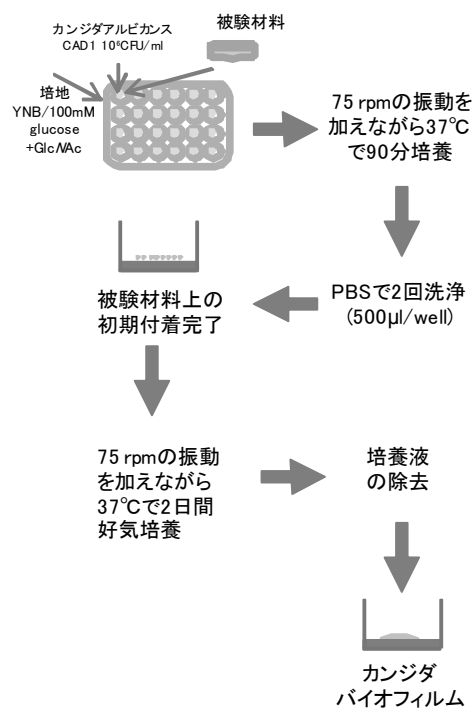 カンジダアルビカンス
CAD1 10⁶CFU/ml
被験材料
培地
YNB/100mM
glucose
+GlcNAc
75 rpmの振動を
加えながら37℃
で90分培養
PBSで2回洗浄
(500µl/well)
被験材料上の
初期付着完了
75 rpmの振動
を加えながら
37℃で2日間
好気培養
培養液
の除去
カンジダ
バイオフィルム